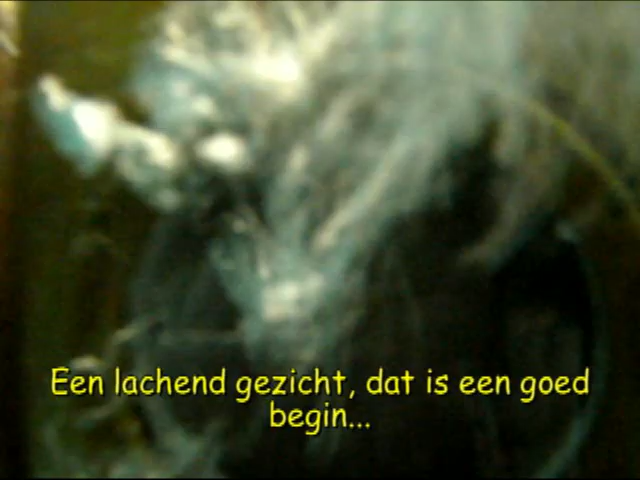 Een lachend gezicht, dat is een goed
begin...